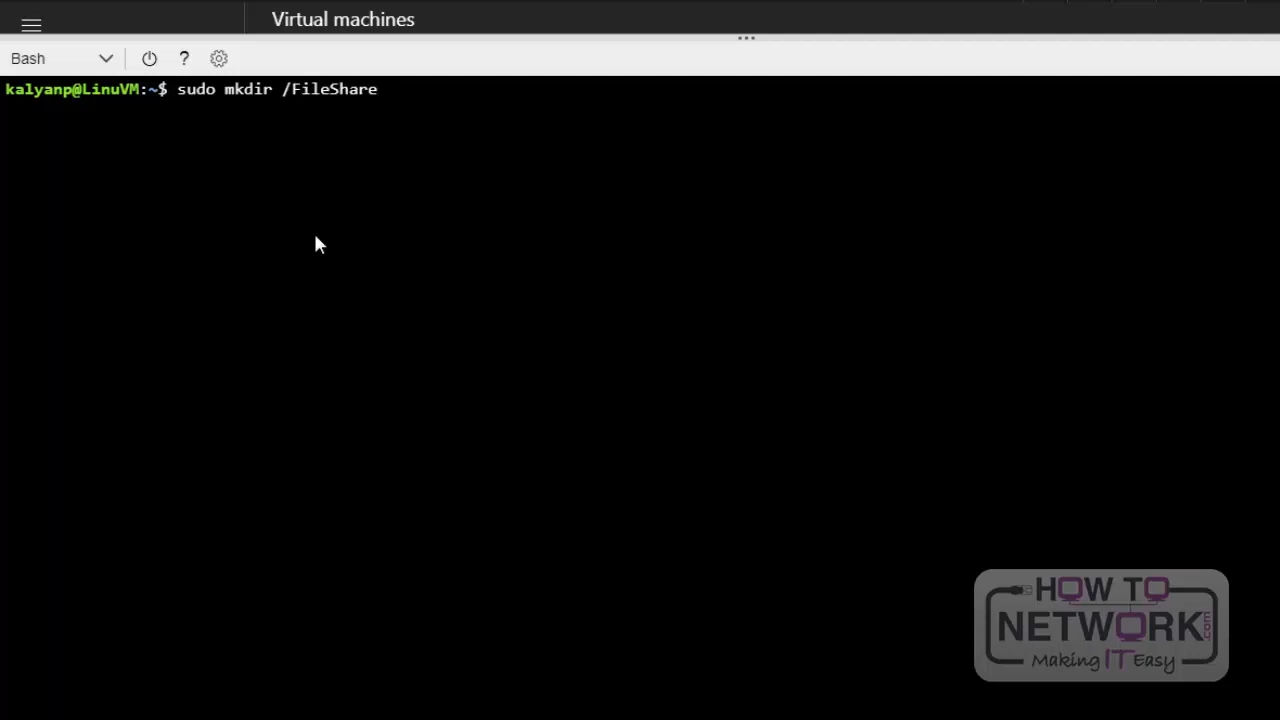 Virtual machines
Bash
?
kalyanp@LinuVM:~$ sudo mkdir /FileShare
HOW TO
NETWORK.com
Making IT Easy